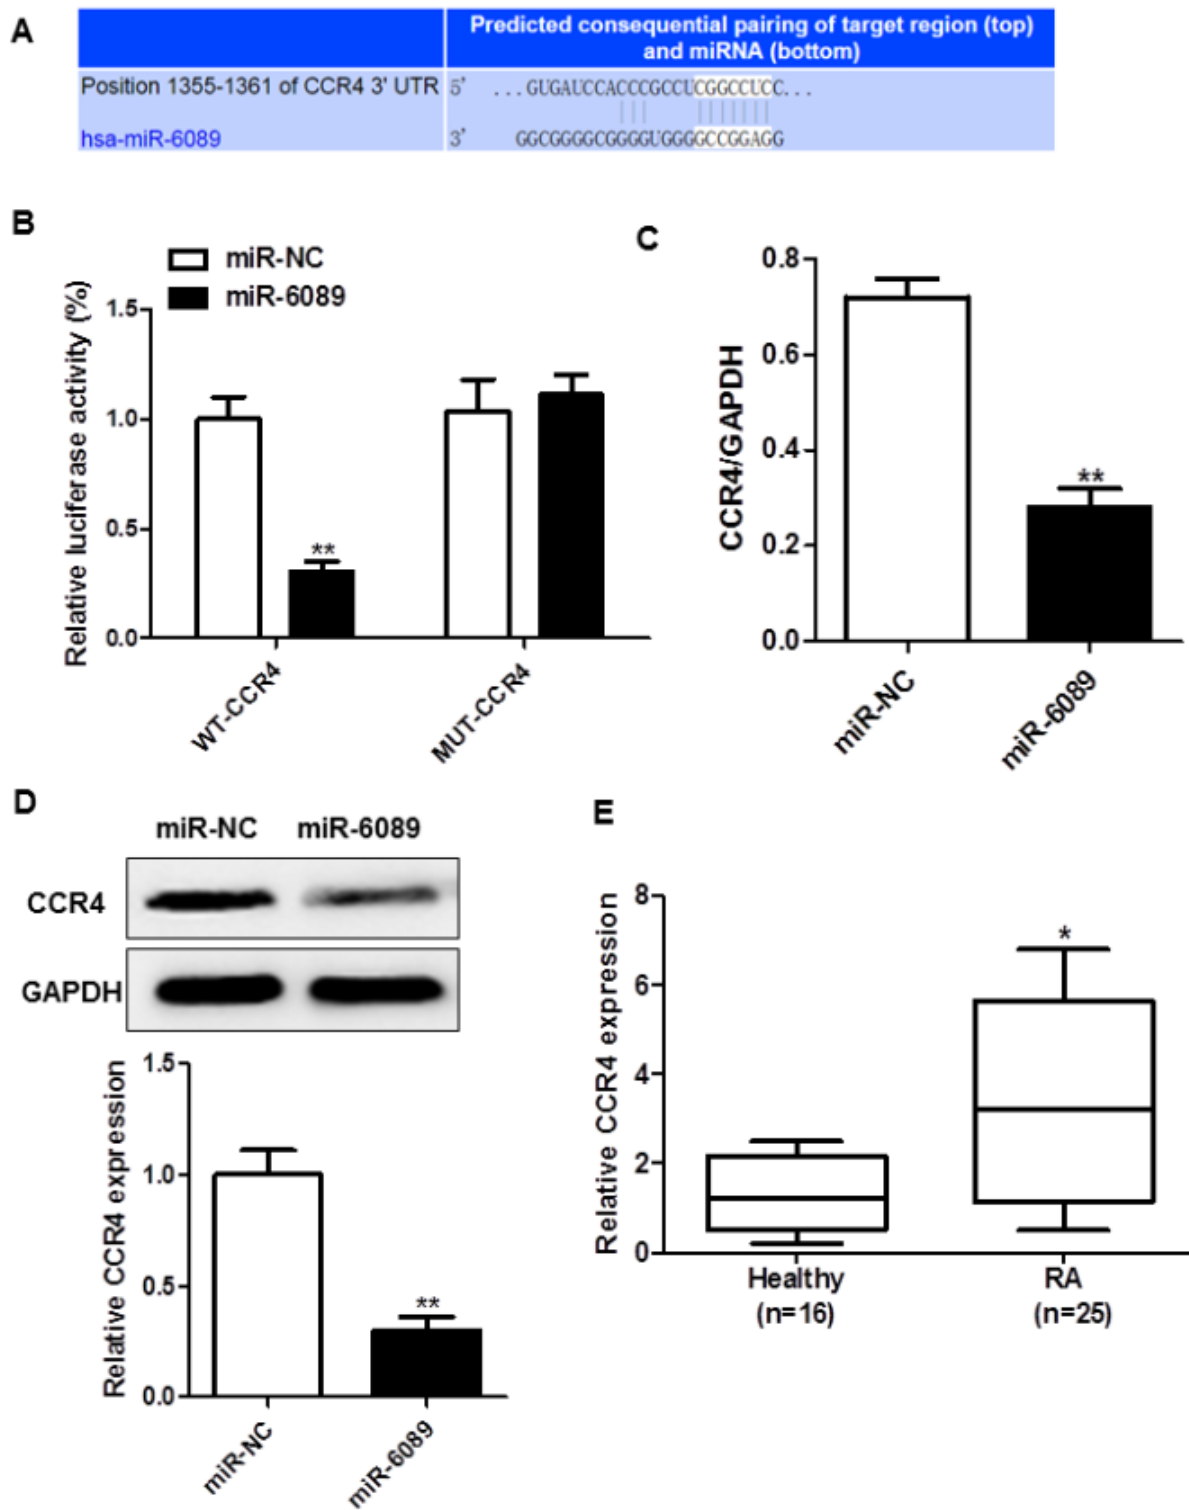 A
Predicted consequential pairing of target region (top)
and miRNA (bottom)
Position 1355-1361 of CCR4 3' UTR 5' ...GUGAUCCACCCGCCUCGGCCUCC...
hsa-miR-6089 3' GGCGGGGCGGGGUGGGGCCGGAGG
B
miR-NC
miR-6089
Relative luciferase activity (%)
1.5
1.0
0.5
0.0
**
WT-CCR4
MUT-CCR4
C
CCR4/GAPDH
0.8
0.6
0.4
0.2
0.0
**
miR-NC
miR-6089
D
miR-NC miR-6089
CCR4
GAPDH
Relative CCR4 expression
1.5
1.0
0.5
0.0
**
miR-NC
miR-6089
E
Relative CCR4 expression
8
6
4
2
0
*
Healthy
(n=16)
RA
(n=25)